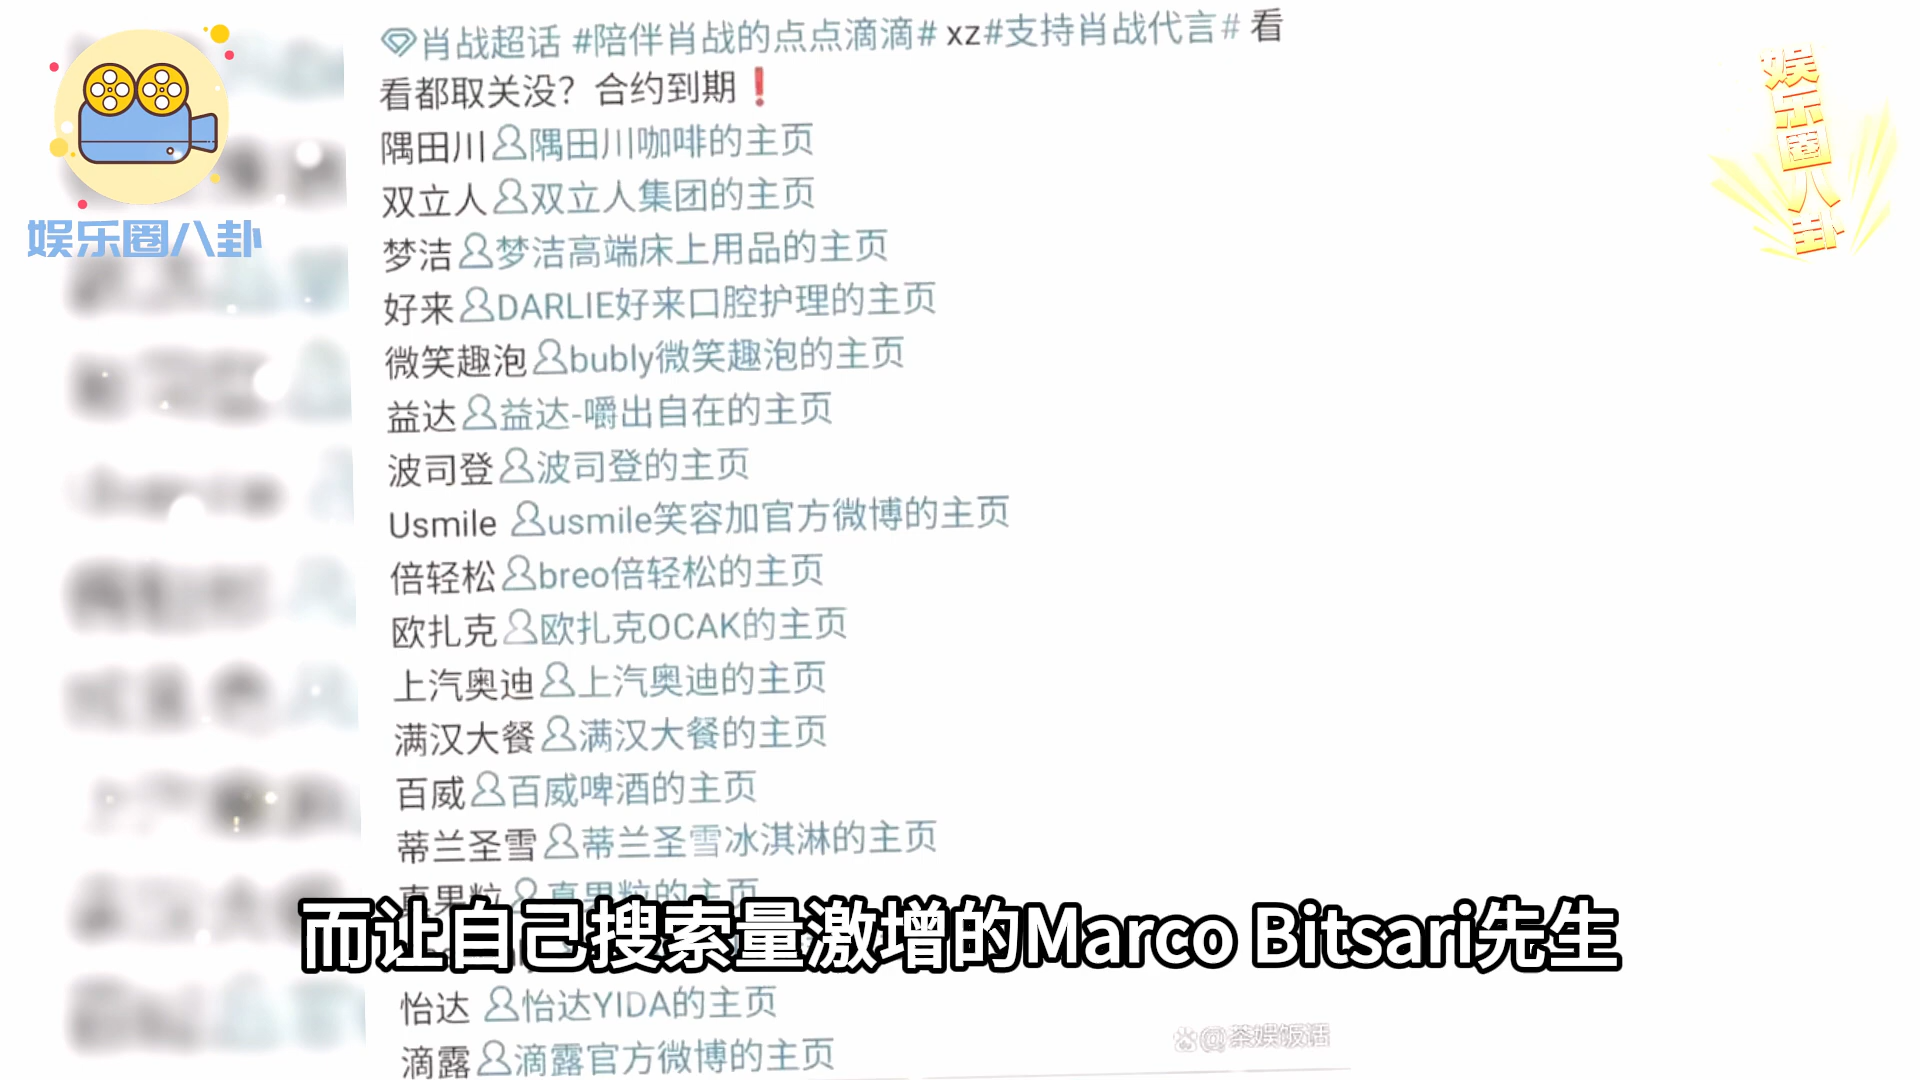 肖战超话 #陪伴肖战的点点滴滴# xz#支持肖战代言# 看
看都取关没？合约到期❗
隅田川 隅田川咖啡的主页
双立人 双立人集团的主页
梦洁 梦洁高端床上用品的主页
好来 DARLIE好来口腔护理的主页
微笑趣泡 bubly微笑趣泡的主页
益达 益达-嚼出自在的主页
波司登 波司登的主页
Usmile usmile笑容加官方微博的主页
倍轻松 breo倍轻松的主页
欧扎克 欧扎克OCAK的主页
上汽奥迪 上汽奥迪的主页
满汉大餐 满汉大餐的主页
百威 百威啤酒的主页
蒂兰圣雪 蒂兰圣雪冰淇淋的主页
真果粒 真果粒的主页
而让自己搜索量激增的Marco Bitsari先生
怡达 怡达YIDA的主页
滴露 滴露官方微博的主页
娱乐圈八卦
娱乐圈八卦
@茶娱饭话